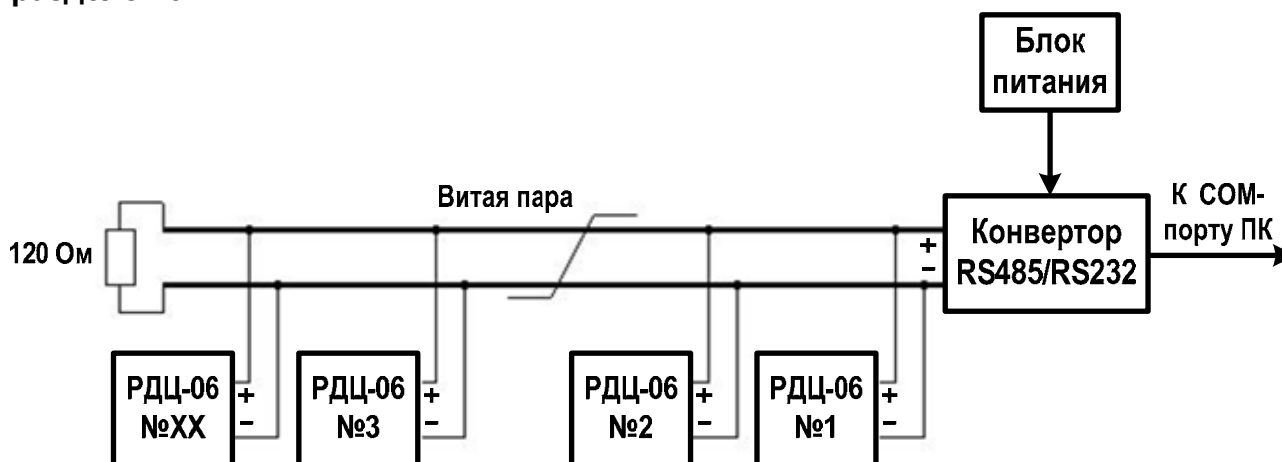 Блок
питания
Витая пара
120 Ом
+
–
Конвертор
RS485/RS232
К COM-
порту ПК
РДЦ-06
№XX
+
–
РДЦ-06
№3
+
–
РДЦ-06
№2
+
–
РДЦ-06
№1
+
–